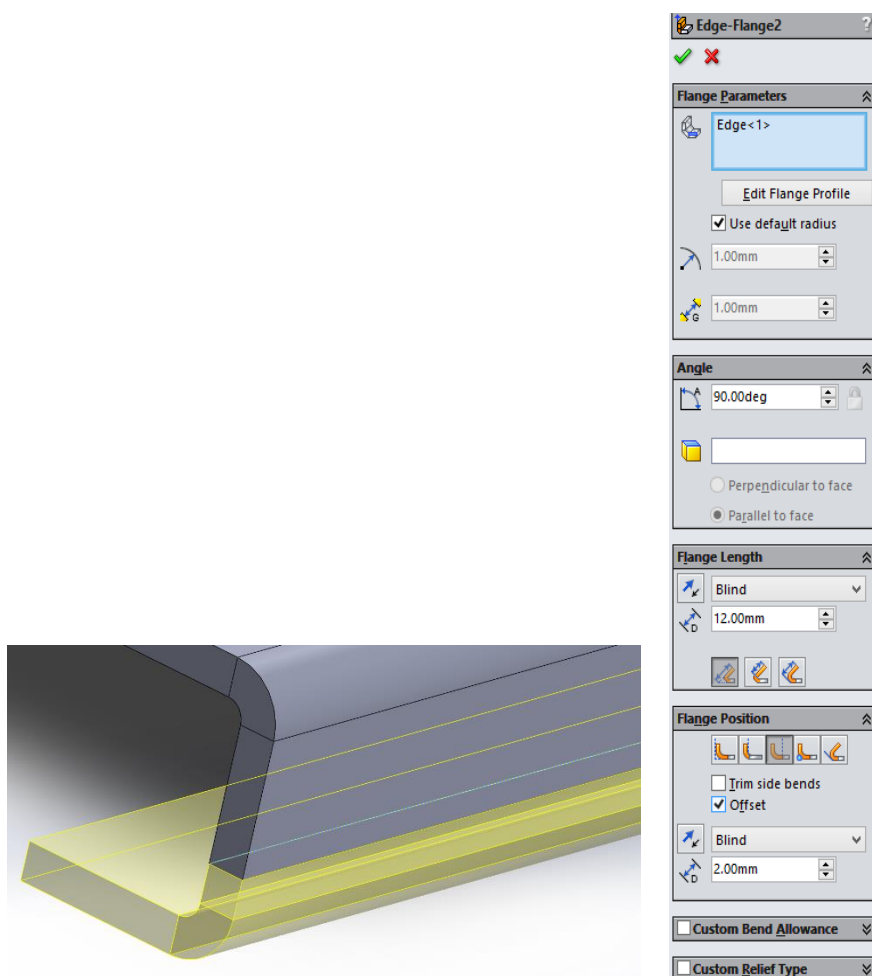 Edge-Flange2 ?
Flange Parameters
Edge<1>
Edit Flange Profile
Use default radius
1.00mm
G
1.00mm
Angle
A
90.00deg
Perpendicular to face
Parallel to face
Flange Length
Blind
D
12.00mm
Flange Position
Trim side bends
Offset
Blind
D
2.00mm
Custom Bend Allowance
Custom Relief Type